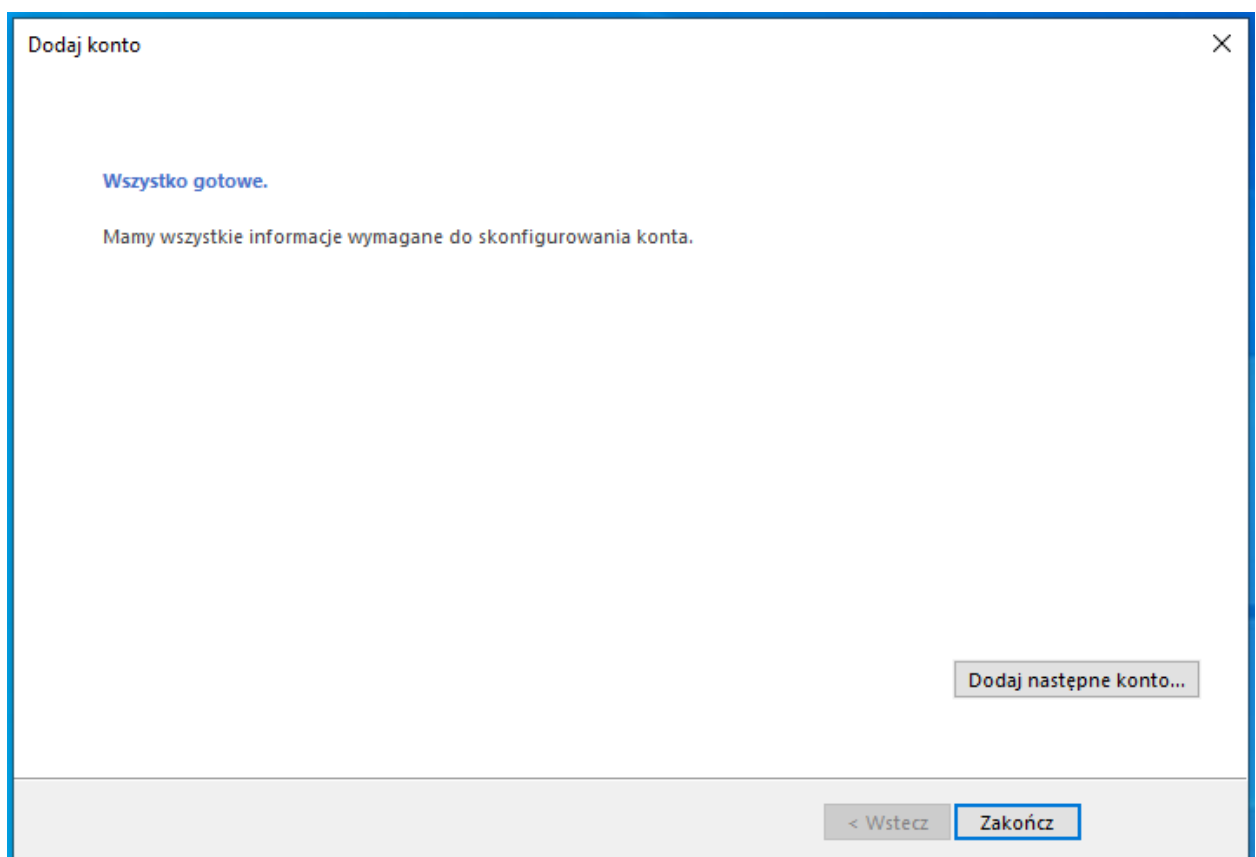 Dodaj konto
Wszystko gotowe.
Mamy wszystkie informacje wymagane do skonfigurowania konta.
Dodaj następne konto...
< Wstecz
Zakończ